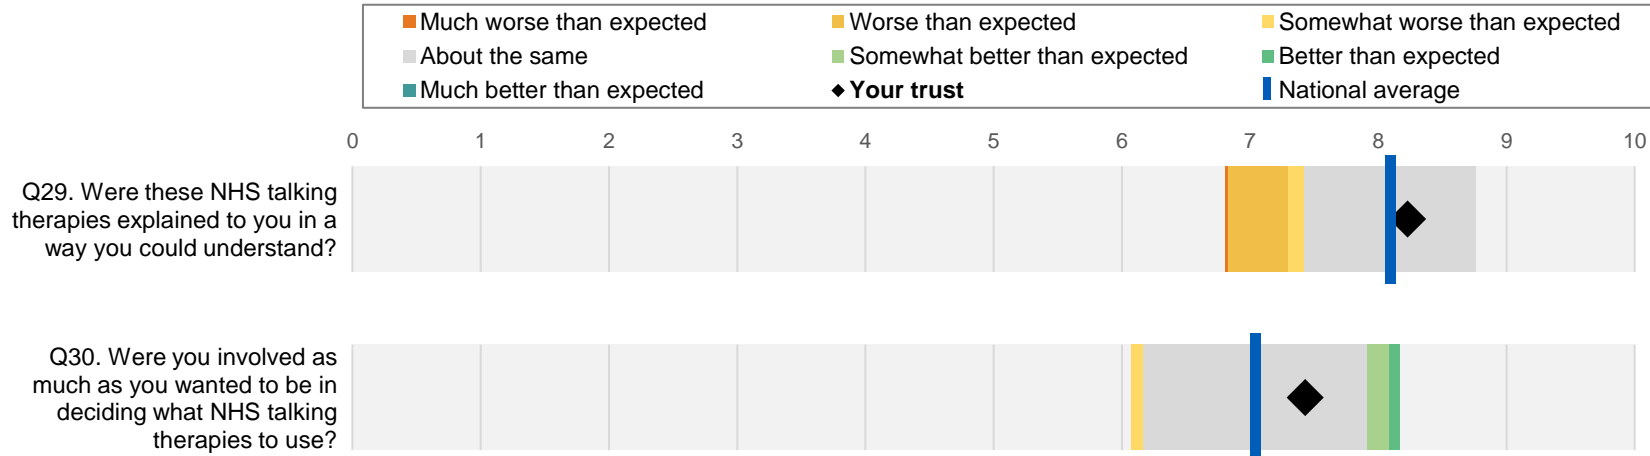 Much worse than expected
Worse than expected
Somewhat worse than expected
About the same
Somewhat better than expected
Better than expected
Much better than expected
Your trust
National average
0 1 2 3 4 5 6 7 8 9 10
Q29. Were these NHS talking
therapies explained to you in a
way you could understand?
Q30. Were you involved as
much as you wanted to be in
deciding what NHS talking
therapies to use?